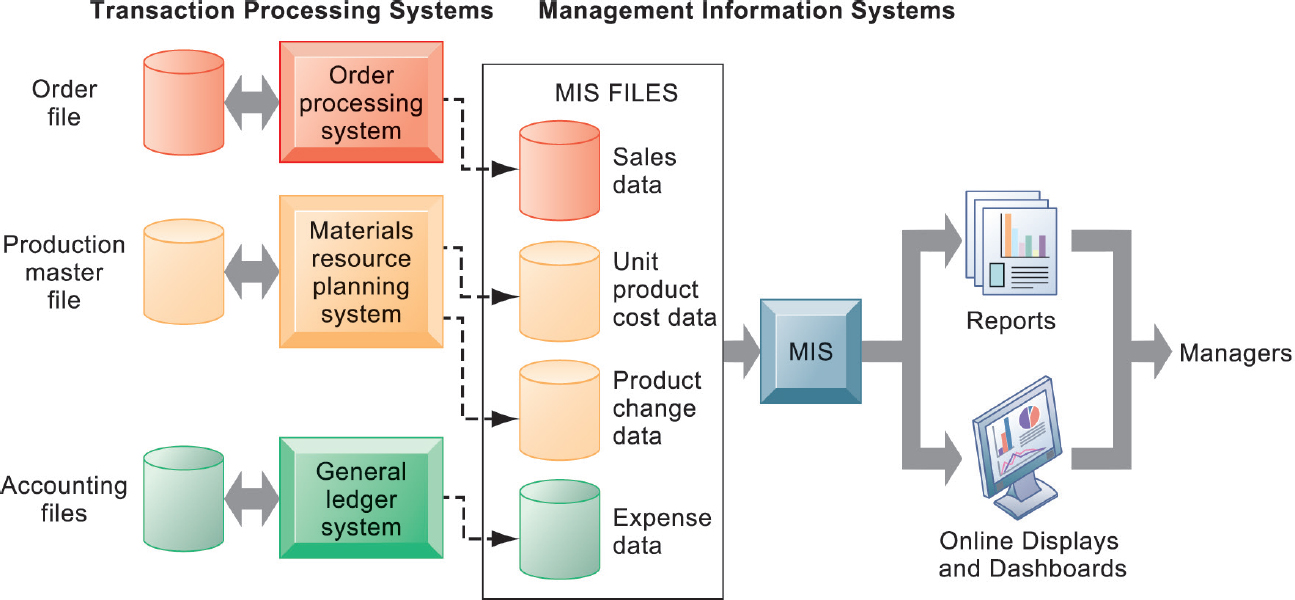 Transaction Processing Systems
Management Information Systems
Order
file
Order
processing
system
Production
master
file
Materials
resource
planning
system
Accounting
files
General
ledger
system
MIS FILES
Sales
data
Unit
product
cost data
Product
change
data
Expense
data
MIS
Reports
Online Displays
and Dashboards
Managers